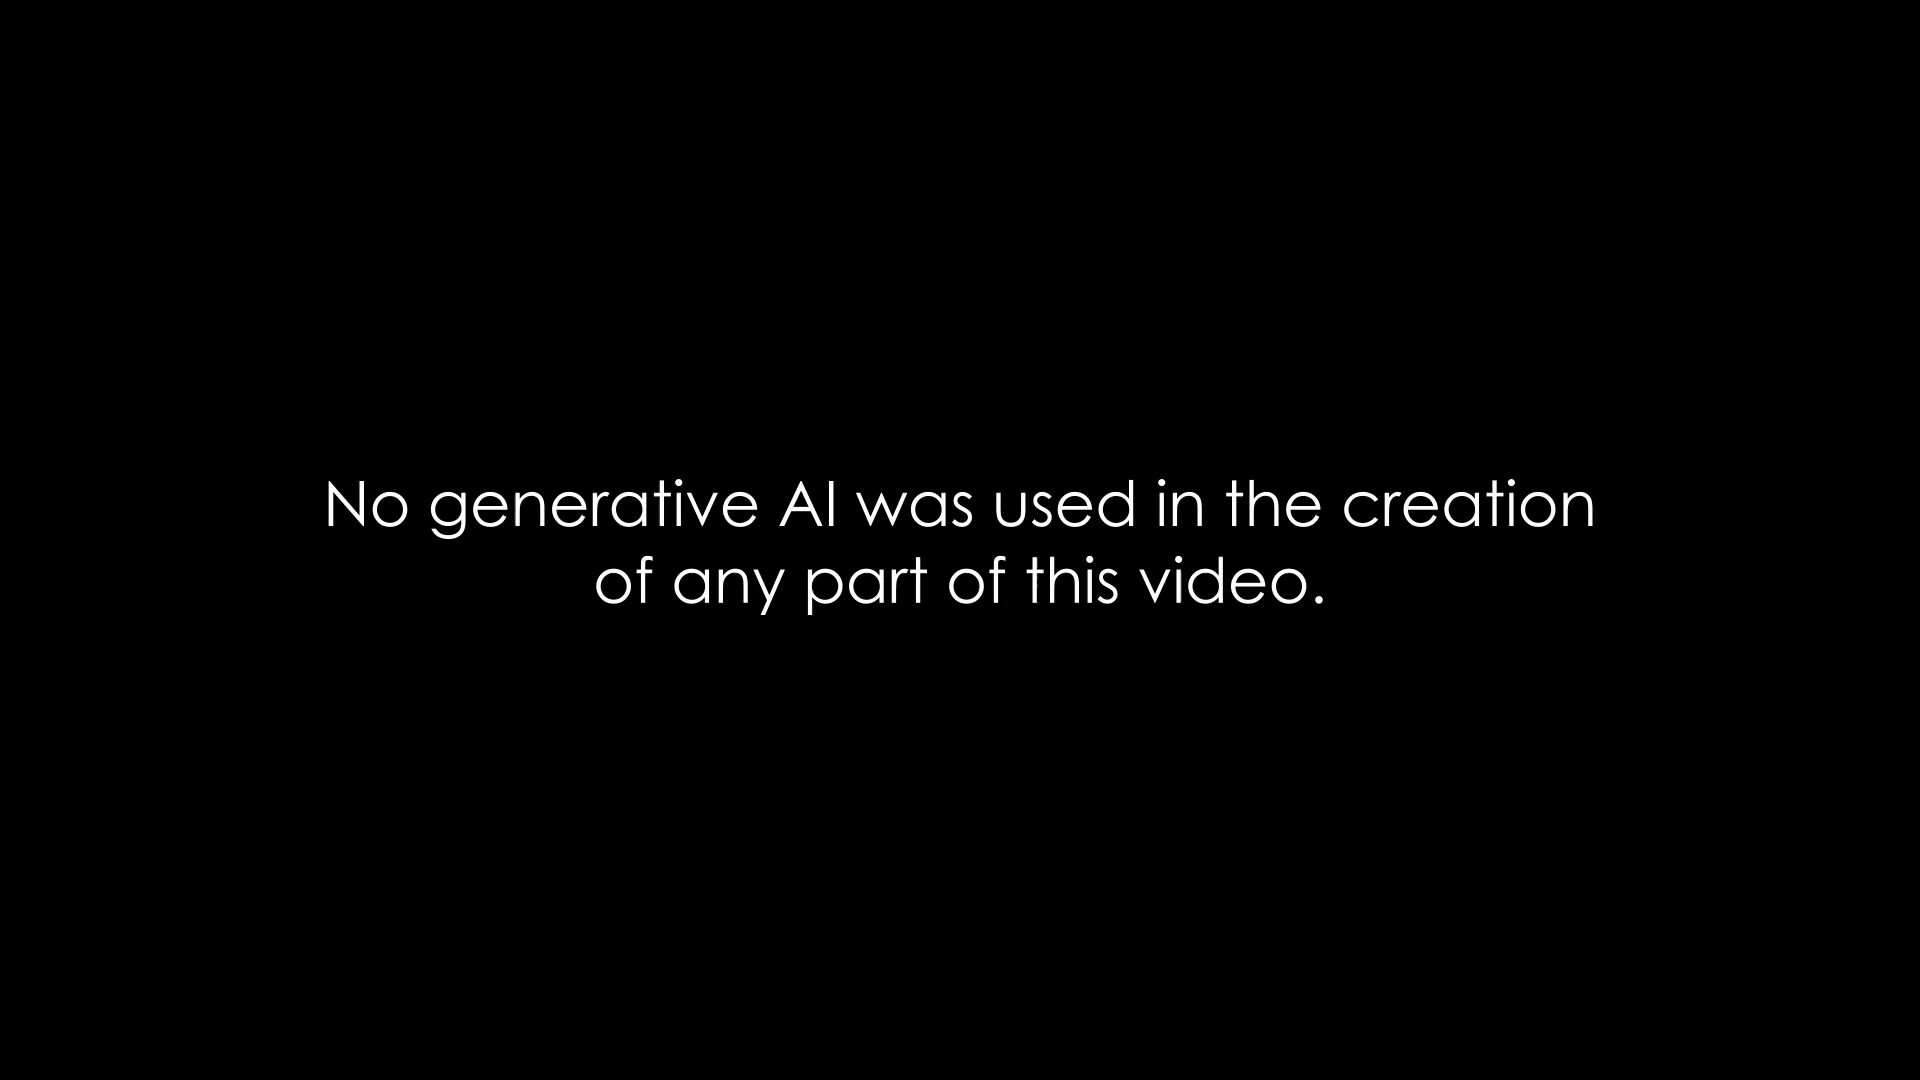 No generative AI was used in the creation
of any part of this video.